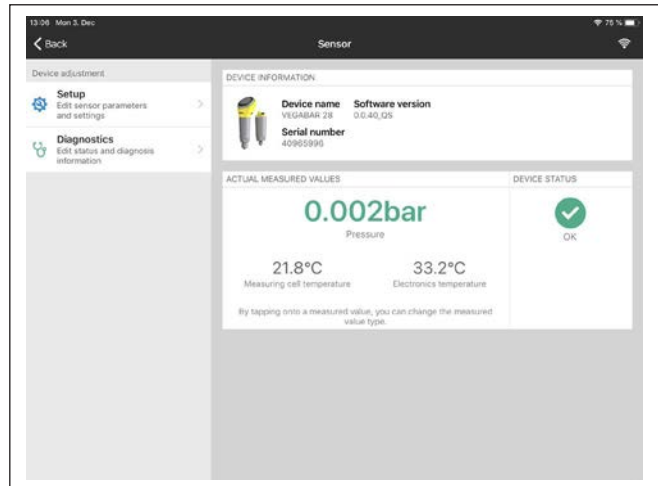 13:06 Mon 3. Dec
75 %
Back
Sensor
Device adjustment
Setup
Edit sensor parameters
and settings
Diagnostics
Edit status and diagnosis
information
DEVICE INFORMATION
Device name
VEGABAR 28
Software version
0.0.40_QS
Serial number
40965996
ACTUAL MEASURED VALUES
0.002bar
Pressure
21.8°C
Measuring cell temperature
33.2°C
Electronics temperature
By tapping onto a measured value, you can change the measured
value type.
DEVICE STATUS
OK